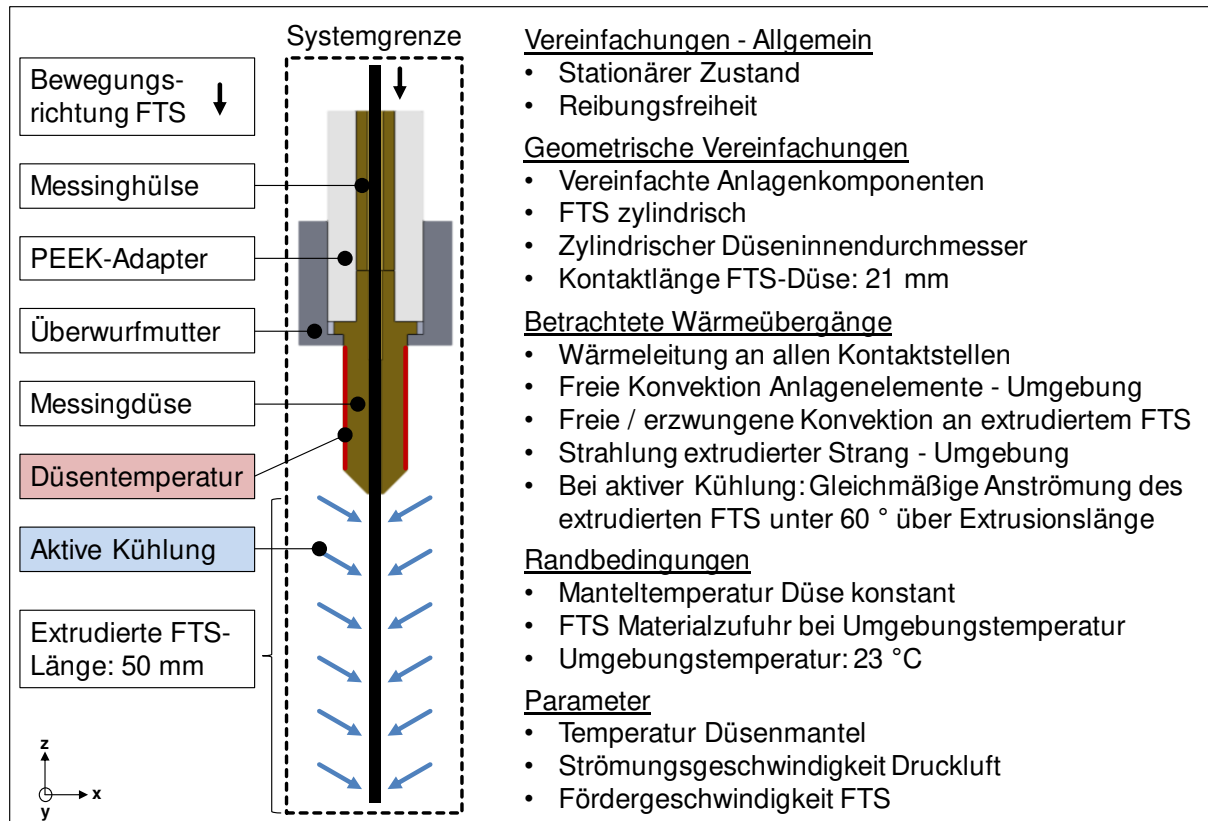 Systemgrenze
Bewegungs-
richtung FTS
Messinghülse
PEEK-Adapter
Überwurfmutter
Messingdüse
Düsentemperatur
Aktive Kühlung
Extrudierte FTS-
Länge: 50 mm
z
y
x
Vereinfachungen - Allgemein
• Stationärer Zustand
• Reibungsfreiheit
Geometrische Vereinfachungen
• Vereinfachte Anlagenkomponenten
• FTS zylindrisch
• Zylindrischer Düseninnendurchmesser
• Kontaktlänge FTS-Düse: 21 mm
Betrachtete Wärmeübergänge
• Wärmeleitung an allen Kontaktstellen
• Freie Konvektion Anlagenelemente - Umgebung
• Freie / erzwungene Konvektion an extrudiertem FTS
• Strahlung extrudierter Strang - Umgebung
• Bei aktiver Kühlung: Gleichmäßige Anströmung des
extrudierten FTS unter 60 ° über Extrusionslänge
Randbedingungen
• Manteltemperatur Düse konstant
• FTS Materialzufuhr bei Umgebungstemperatur
• Umgebungstemperatur: 23 °C
Parameter
• Temperatur Düsenmantel
• Strömungsgeschwindigkeit Druckluft
• Fördergeschwindigkeit FTS